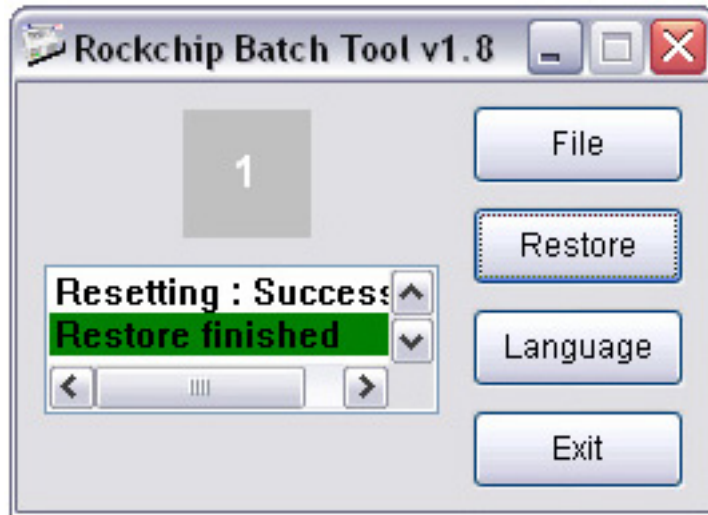 Rockchip Batch Tool v1.8
1
File
Restore
Language
Exit
Resetting : Success
Restore finished